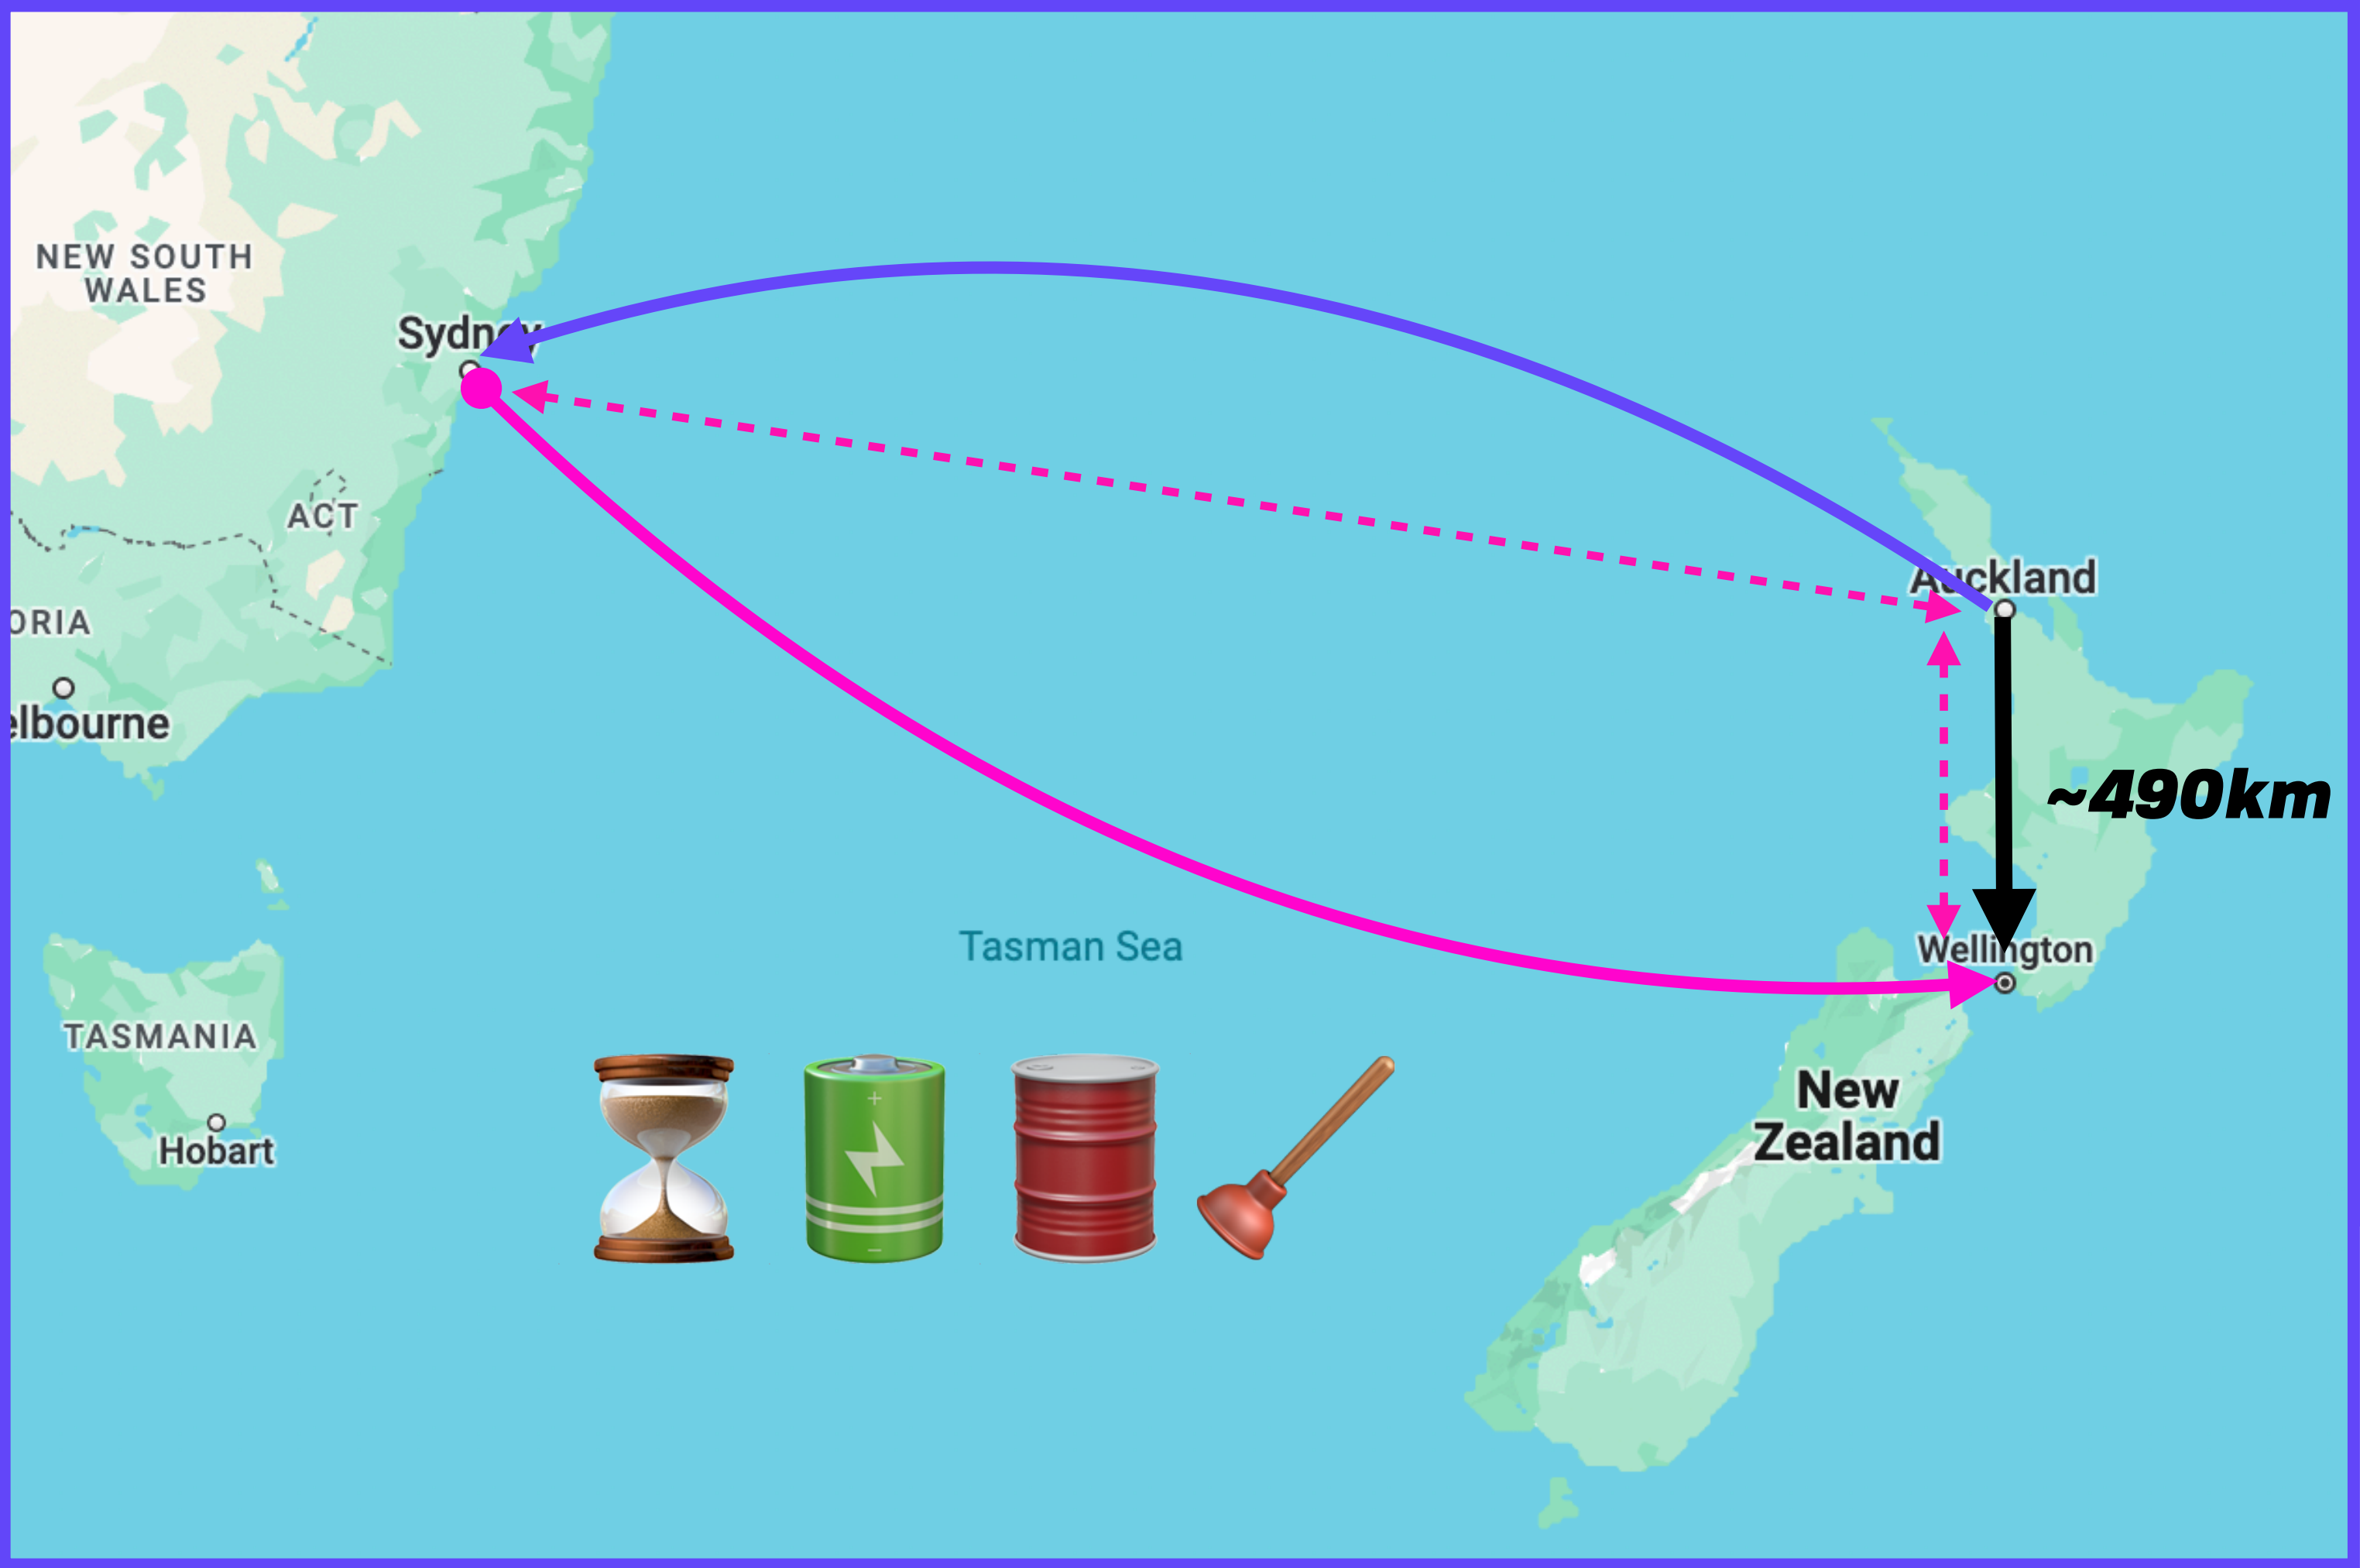 NEW SOUTH
WALES
Sydney
ACT
Auckland
ORIA
elbourne
~490km
Tasman Sea
Wellington
TASMANIA
New
Zealand
Hobart
+
−